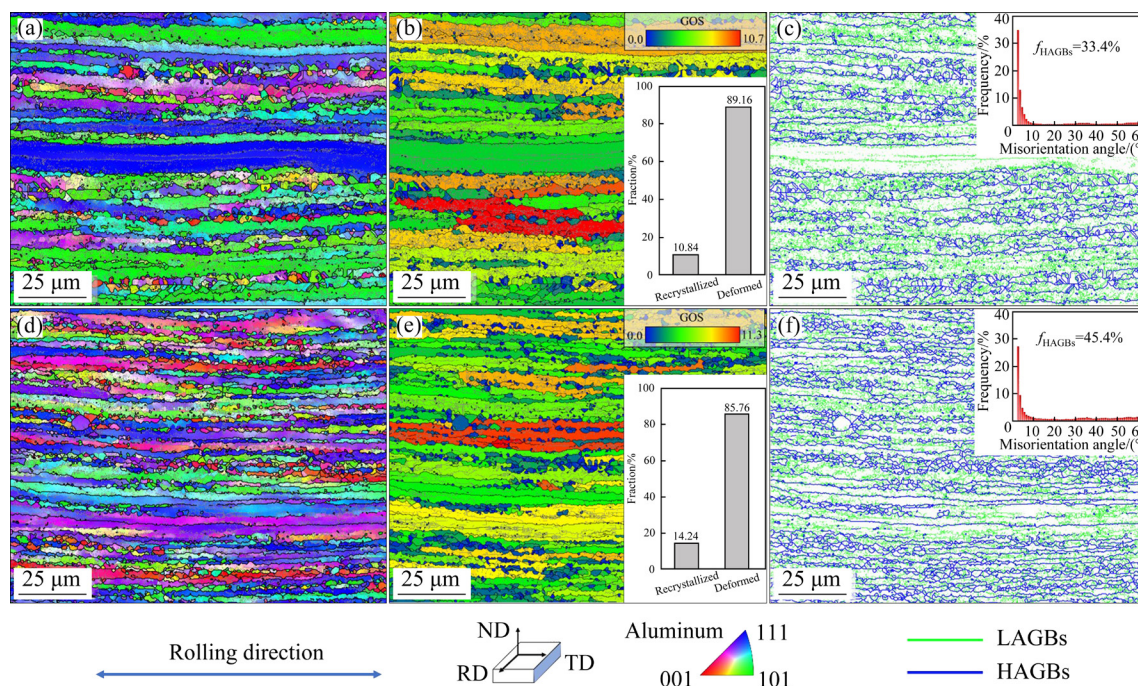 (a)
25 μm
(b)
GOS
0.0 10.7
100
80
60
40
20
0
Fraction/%
10.84
89.16
Recrystallized
Deformed
(c)
40
30
20
10
0
Frequency/%
fHAGBs=33.4%
10 20 30 40 50
Misorientation angle/(°
25 μm
25 μm
(d)
25 μm
(e)
GOS
0.0 11.3
100
80
60
40
20
0
Fraction/%
14.24
85.76
Recrystallized
Deformed
25 μm
(f)
40
30
20
10
0
Frequency/%
fHAGBs=45.4%
10 20 30 40 50
Misorientation angle/(°
25 μm
Rolling direction
ND
RD
TD
Aluminum
111
001
101
LAGBs
HAGBs